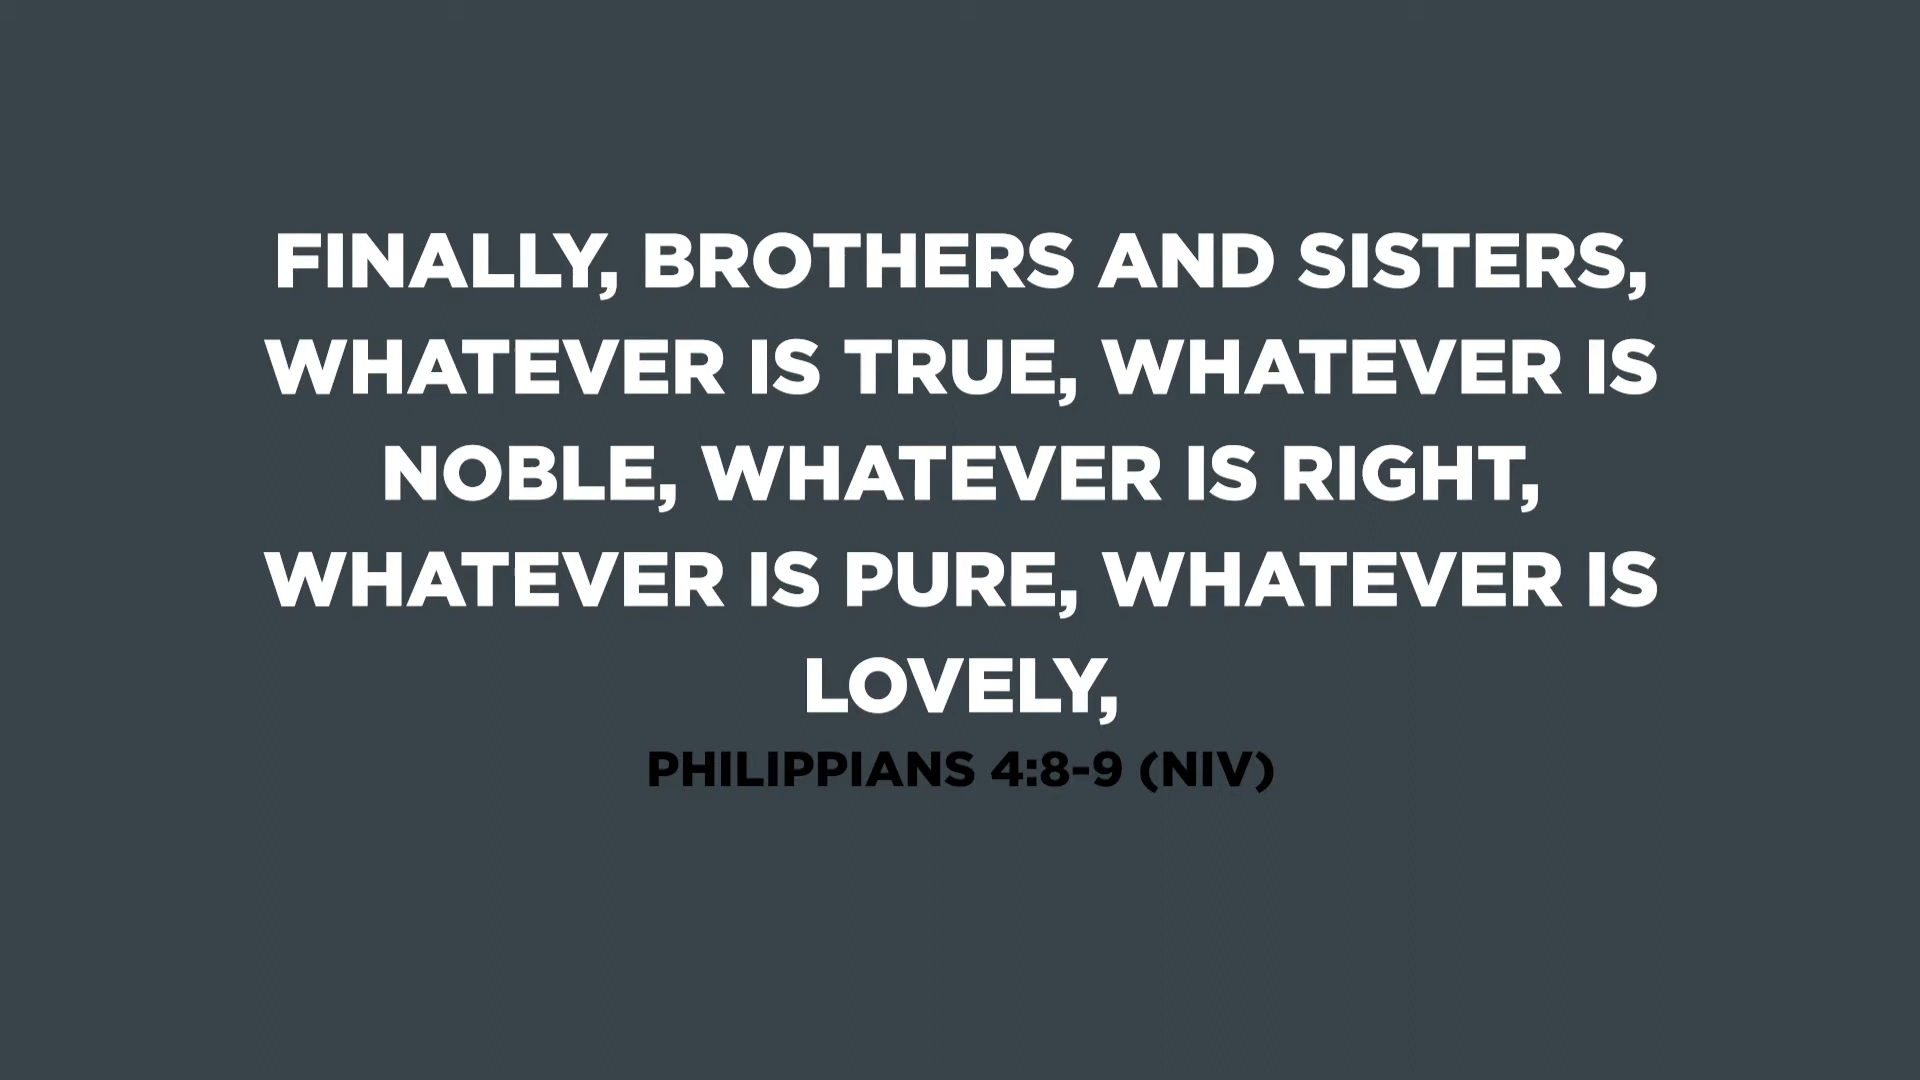 FINALLY, BROTHERS AND SISTERS,
WHATEVER IS TRUE, WHATEVER IS
NOBLE, WHATEVER IS RIGHT,
WHATEVER IS PURE, WHATEVER IS
LOVELY,
PHILIPPIANS 4:8-9 (NIV)